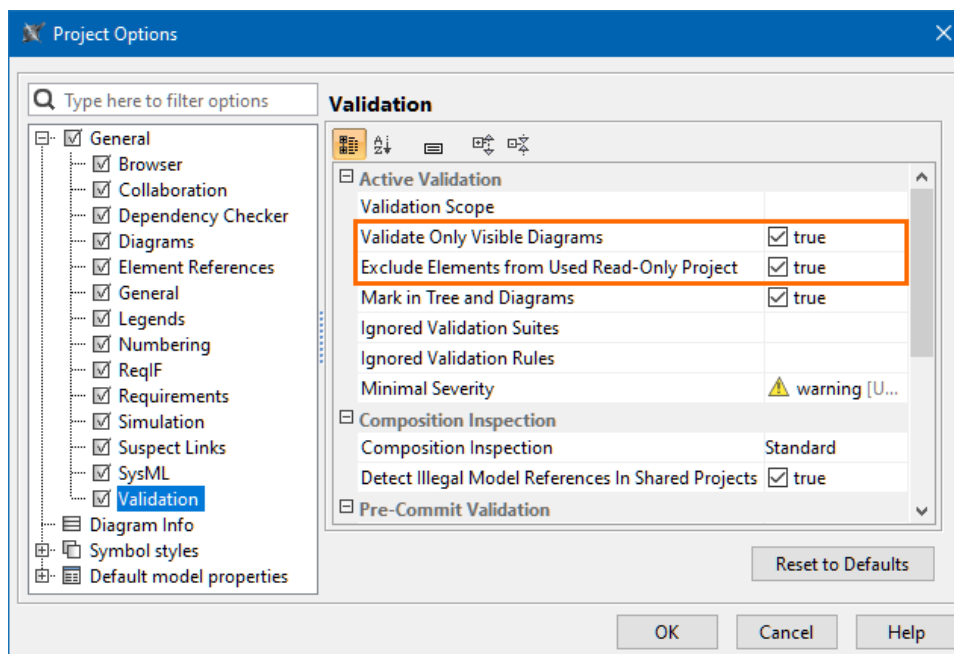 Project Options
Type here to filter options
General
Browser
Collaboration
Dependency Checker
Diagrams
Element References
General
Legends
Numbering
ReqIF
Requirements
Simulation
Suspect Links
SysML
Validation
Diagram Info
Symbol styles
Default model properties
Validation
Active Validation
Validation Scope
Validate Only Visible Diagrams true
Exclude Elements from Used Read-Only Project true
Mark in Tree and Diagrams true
Ignored Validation Suites
Ignored Validation Rules
Minimal Severity warning [U...
Composition Inspection
Composition Inspection Standard
Detect Illegal Model References In Shared Projects true
Pre-Commit Validation
Reset to Defaults
OK Cancel Help